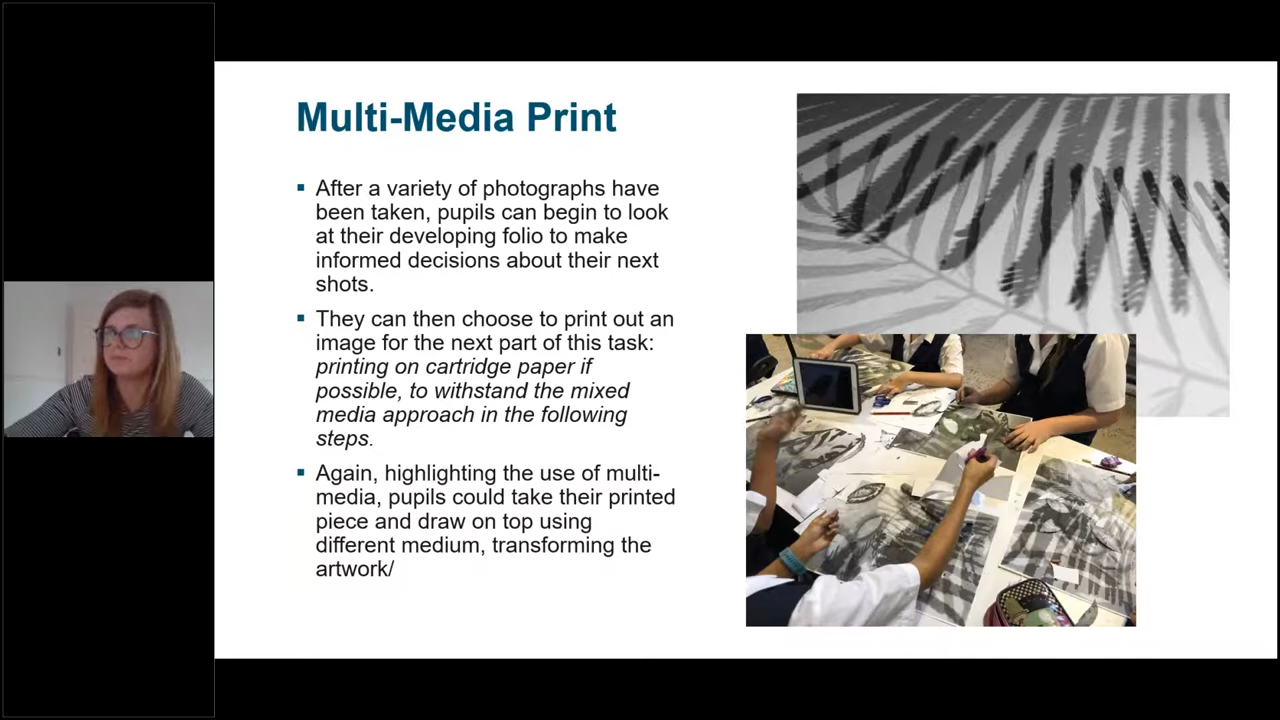 Multi-Media Print
After a variety of photographs have
been taken, pupils can begin to look
at their developing folio to make
informed decisions about their next
shots.
They can then choose to print out an
image for the next part of this task:
printing on cartridge paper if
possible, to withstand the mixed
media approach in the following
steps.
Again, highlighting the use of multi-
media, pupils could take their printed
piece and draw on top using
different medium, transforming the
artwork/